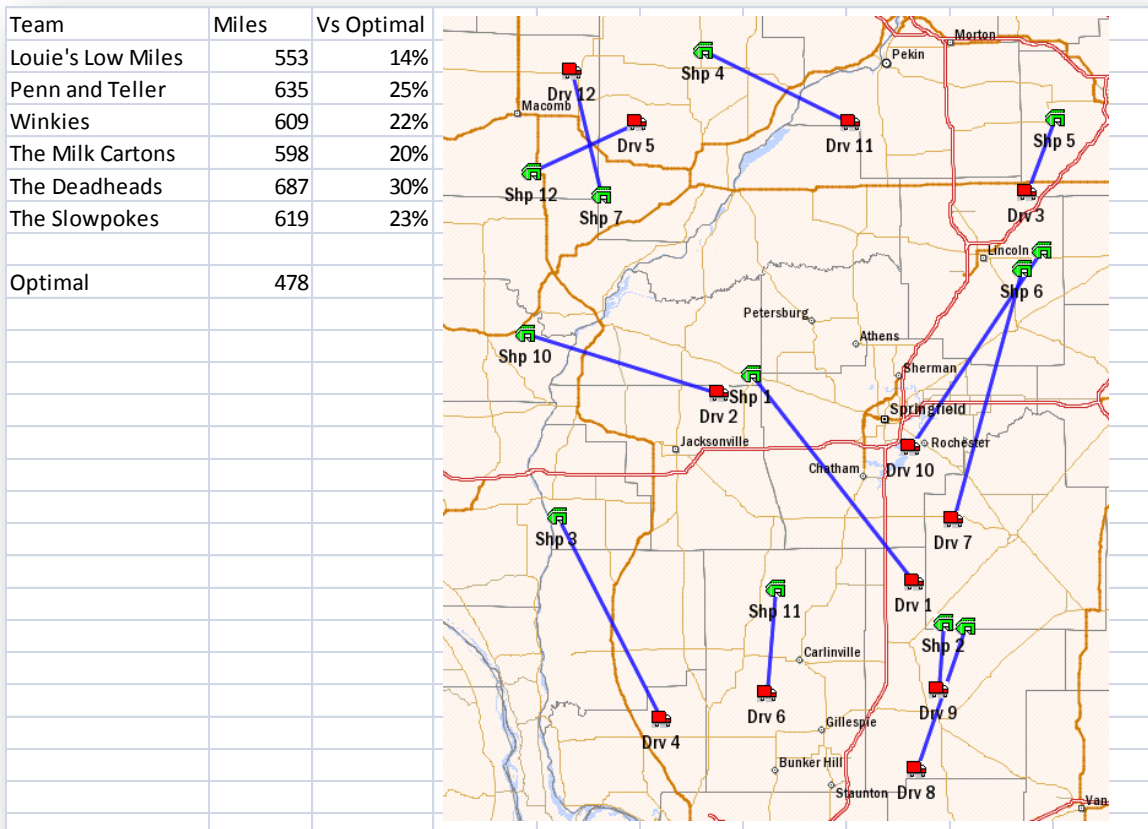 Team Miles Vs Optimal
Louie's Low Miles 553 14%
Penn and Teller 635 25%
Winkies 609 22%
The Milk Cartons 598 20%
The Deadheads 687 30%
The Slowpokes 619 23%
Optimal 478
Morton
Pekin
Shp 4
Drv 12
Macomb
Drv 5
Drv 11
Shp 5
Shp 12
Shp 7
Drv 3
Lincoln
Shp 6
Petersburg
Athens
Shp 10
Sherman
Drv 2
Shp 1
Springfield
Jacksonville
Rochester
Chatham
Drv 10
Shp 3
Drv 7
Drv 1
Shp 11
Shp 2
Carlinville
Drv 6
Drv 9
Drv 4
Gillespie
Bunker Hill
Staunton
Drv 8
Van